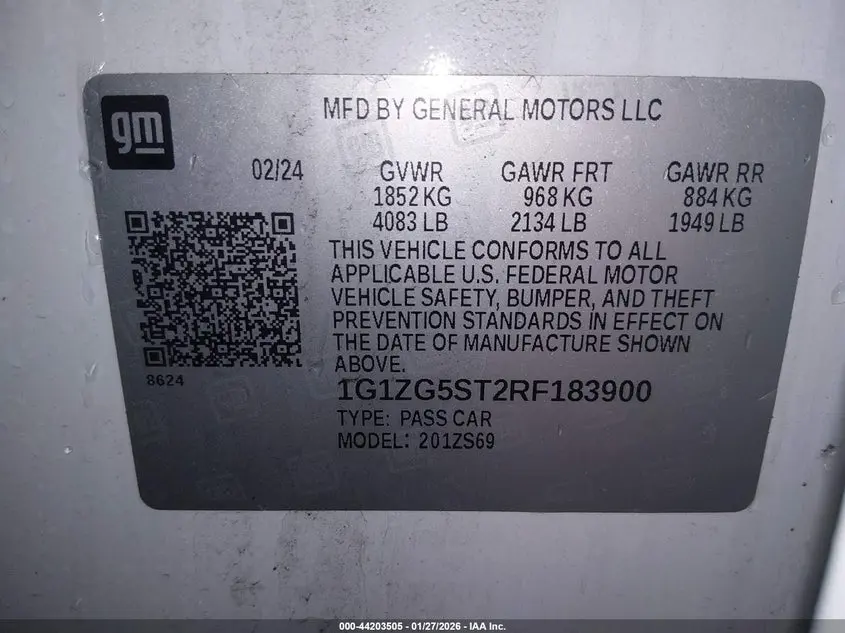 gm
MFD BY GENERAL MOTORS LLC
02/24 GVWR GAWR FRT GAWR RR
1852 KG 968 KG 884 KG
4083 LB 2134 LB 1949 LB
THIS VEHICLE CONFORMS TO ALL
APPLICABLE U.S. FEDERAL MOTOR
VEHICLE SAFETY, BUMPER, AND THEFT
PREVENTION STANDARDS IN EFFECT ON
THE DATE OF MANUFACTURE SHOWN
ABOVE.
8624
1G1ZG5ST2RF183900
TYPE: PASS CAR
MODEL: 201ZS69
000-44203505 - 01/27/2026 - IAA Inc.